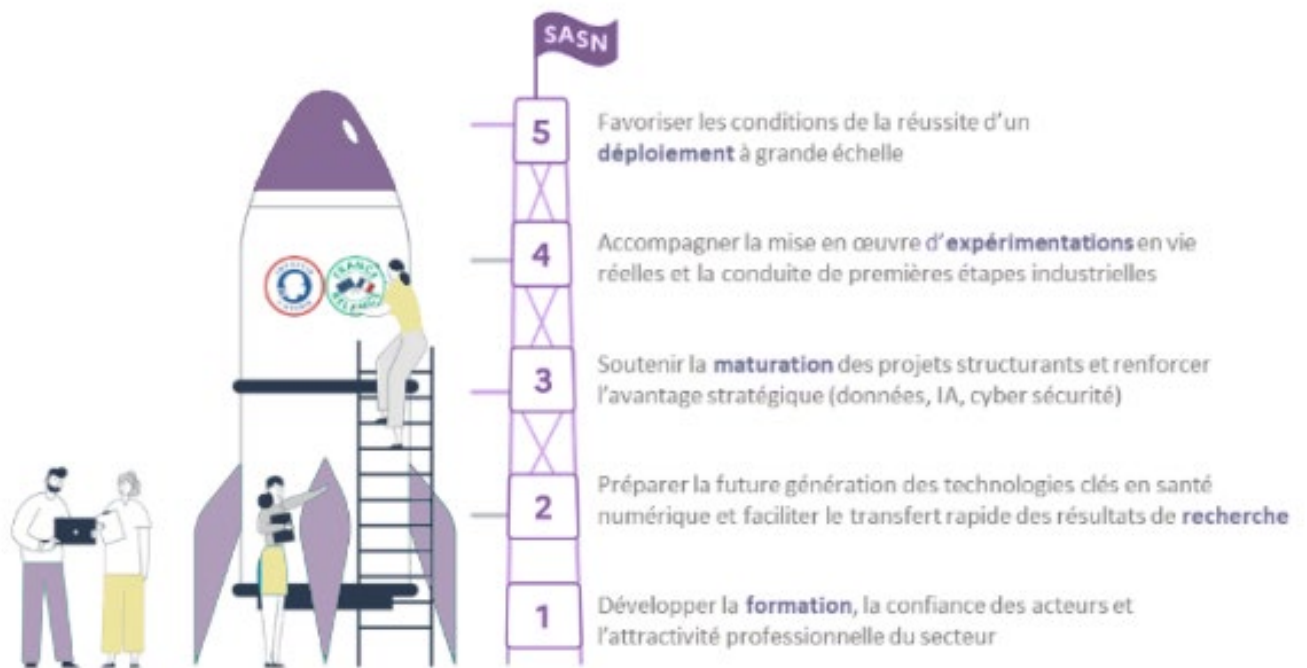 SASN
5
Favoriser les conditions de la réussite d'un
déploiement à grande échelle
4
Accompagner la mise en œuvre d'expérimentations en vie
réelles et la conduite de premières étapes industrielles
FRANCE
RELANCE
3
Soutenir la maturation des projets structurants et renforcer
l'avantage stratégique (données, IA, cyber sécurité)
2
Préparer la future génération des technologies clés en santé
numérique et faciliter le transfert rapide des résultats de recherche
1
Développer la formation, la confiance des acteurs et
l'attractivité professionnelle du secteur